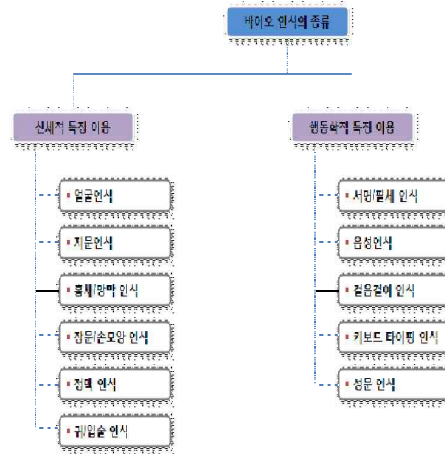 바이오 인식의 종류
신체적 특징 이용
행동학적 특징 이용
얼굴인식
지문인식
홍채/망막 인식
장문/손모양 인식
정맥 인식
귀/입술 인식
서명/필체 인식
음성인식
걸음걸이 인식
키보드 타이핑 인식
성문 인식